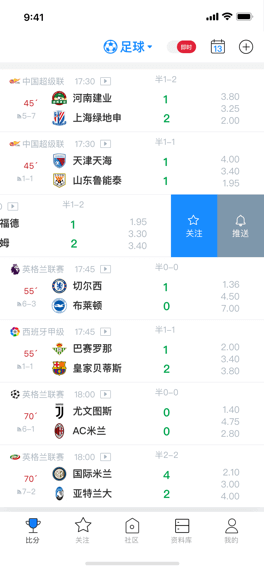 9:41
足球
即时
13
中国超级联 17:30 半1-2
45′ 河南建业 1 3.80
3.25
5-7 上海绿地申 2 2.00
中国超级联 17:30 半1-1
45′ 天津天海 1 4.00
3.40
1-1 山东鲁能泰 1 1.95
半1-2
福德 1 1.95
3.30
姆 2 3.40
关注 推送
英格兰联赛 17:45 半0-0
55′ 切尔西 1 1.36
4.50
6-3 布莱顿 0 7.00
西班牙甲级 17:45 半1-1
55′ 巴赛罗那 1 2.00
3.40
1-1 皇家贝蒂斯 2 3.80
英格兰联赛 18:00 半0-0
70′ 尤文图斯 0 1.40
4.75
6-1 AC米兰 0 2.80
英格兰联赛 18:00 半2-2
70′ 国际米兰 4 2.10
3.00
7-2 亚特兰大 2 4.00
比分 关注 社区 资料库 我的